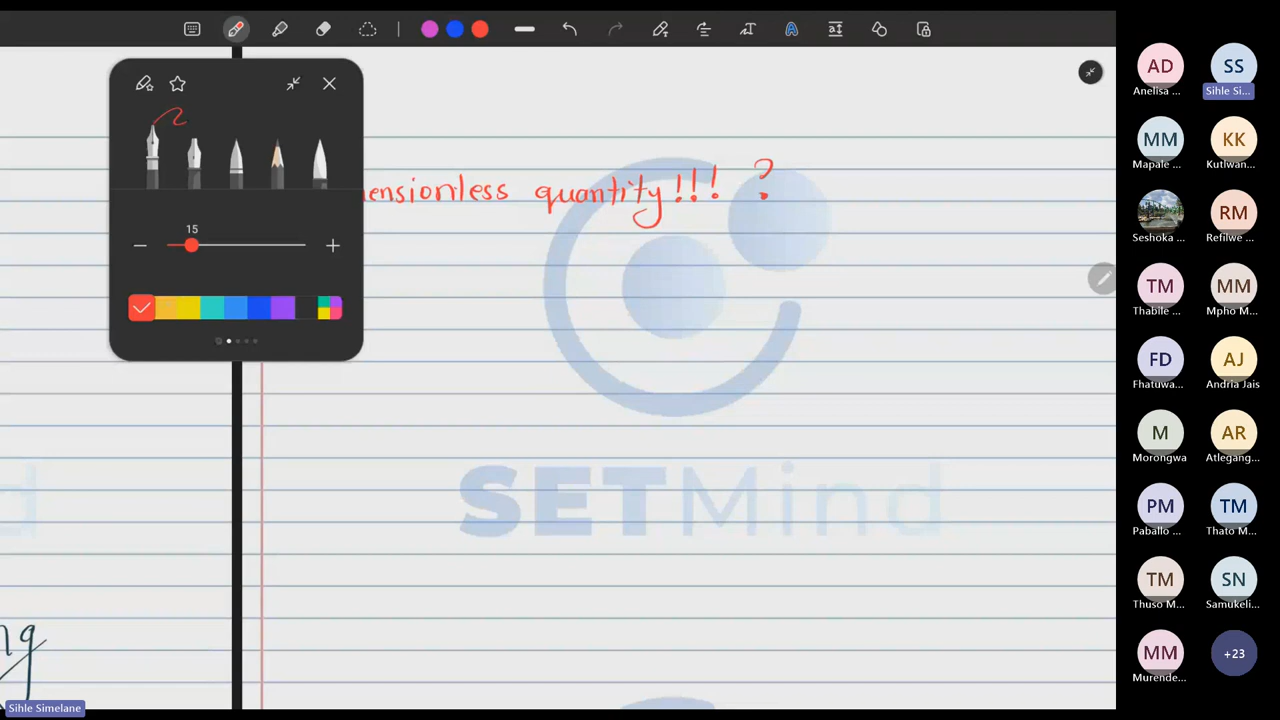 15
mensionless quantity!!! ?
SETMind
d
ng
Sihle Simelane
AD
Anelisa ...
SS
Sihle Si...
MM
Mapale ...
KK
Kutlwan...
Seshoka ...
RM
Refilwe ...
TM
Thabile ...
MM
Mpho M...
FD
Fhatuwa...
AJ
Andria Jais
M
Morongwa
AR
Atlegang...
PM
Paballo ...
TM
Thato M...
TM
Thuso M...
SN
Samukeli...
MM
Murende...
+23